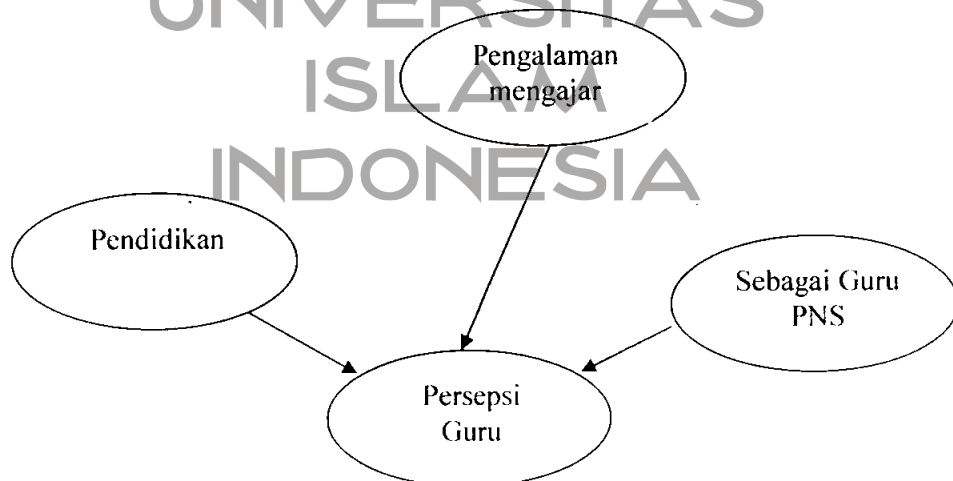 UNIVERSITAS
ISLAM
INDONESIA
Pengalaman
mengajar
Pendidikan
Sebagai Guru
PNS
Persepsi
Guru